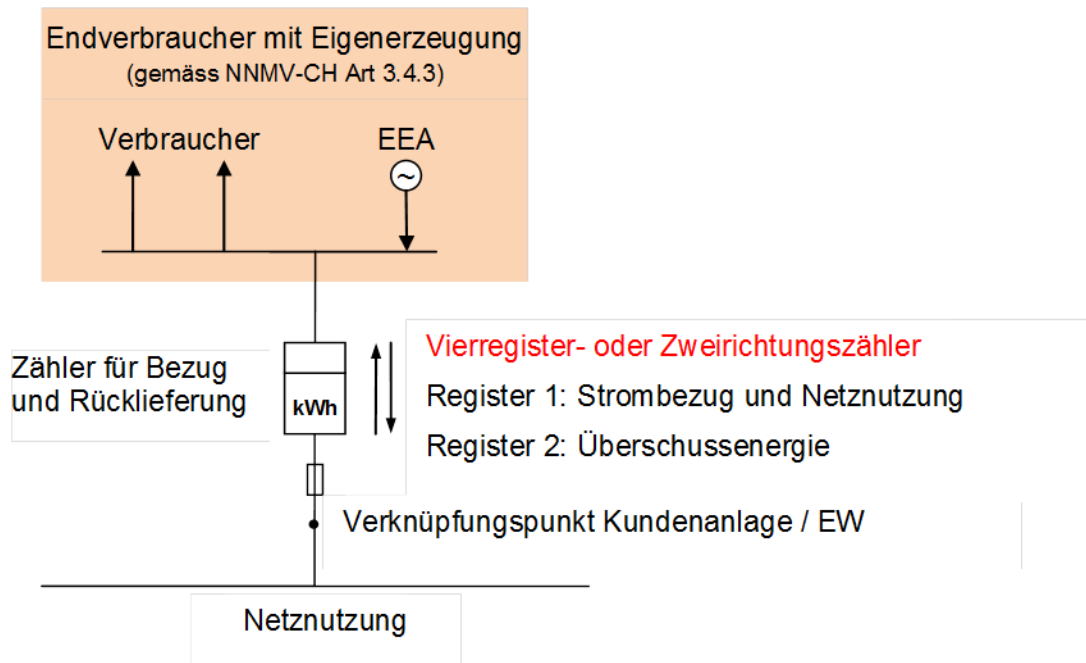 Endverbraucher mit Eigenerzeugung
(gemäss NNMV-CH Art 3.4.3)
Verbraucher
EEA
~
Zähler für Bezug
und Rücklieferung
kWh
Vierregister- oder Zweirichtungszähler
Register 1: Strombezug und Netznutzung
Register 2: Überschussenergie
Verknüpfungspunkt Kundenanlage / EW
Netznutzung